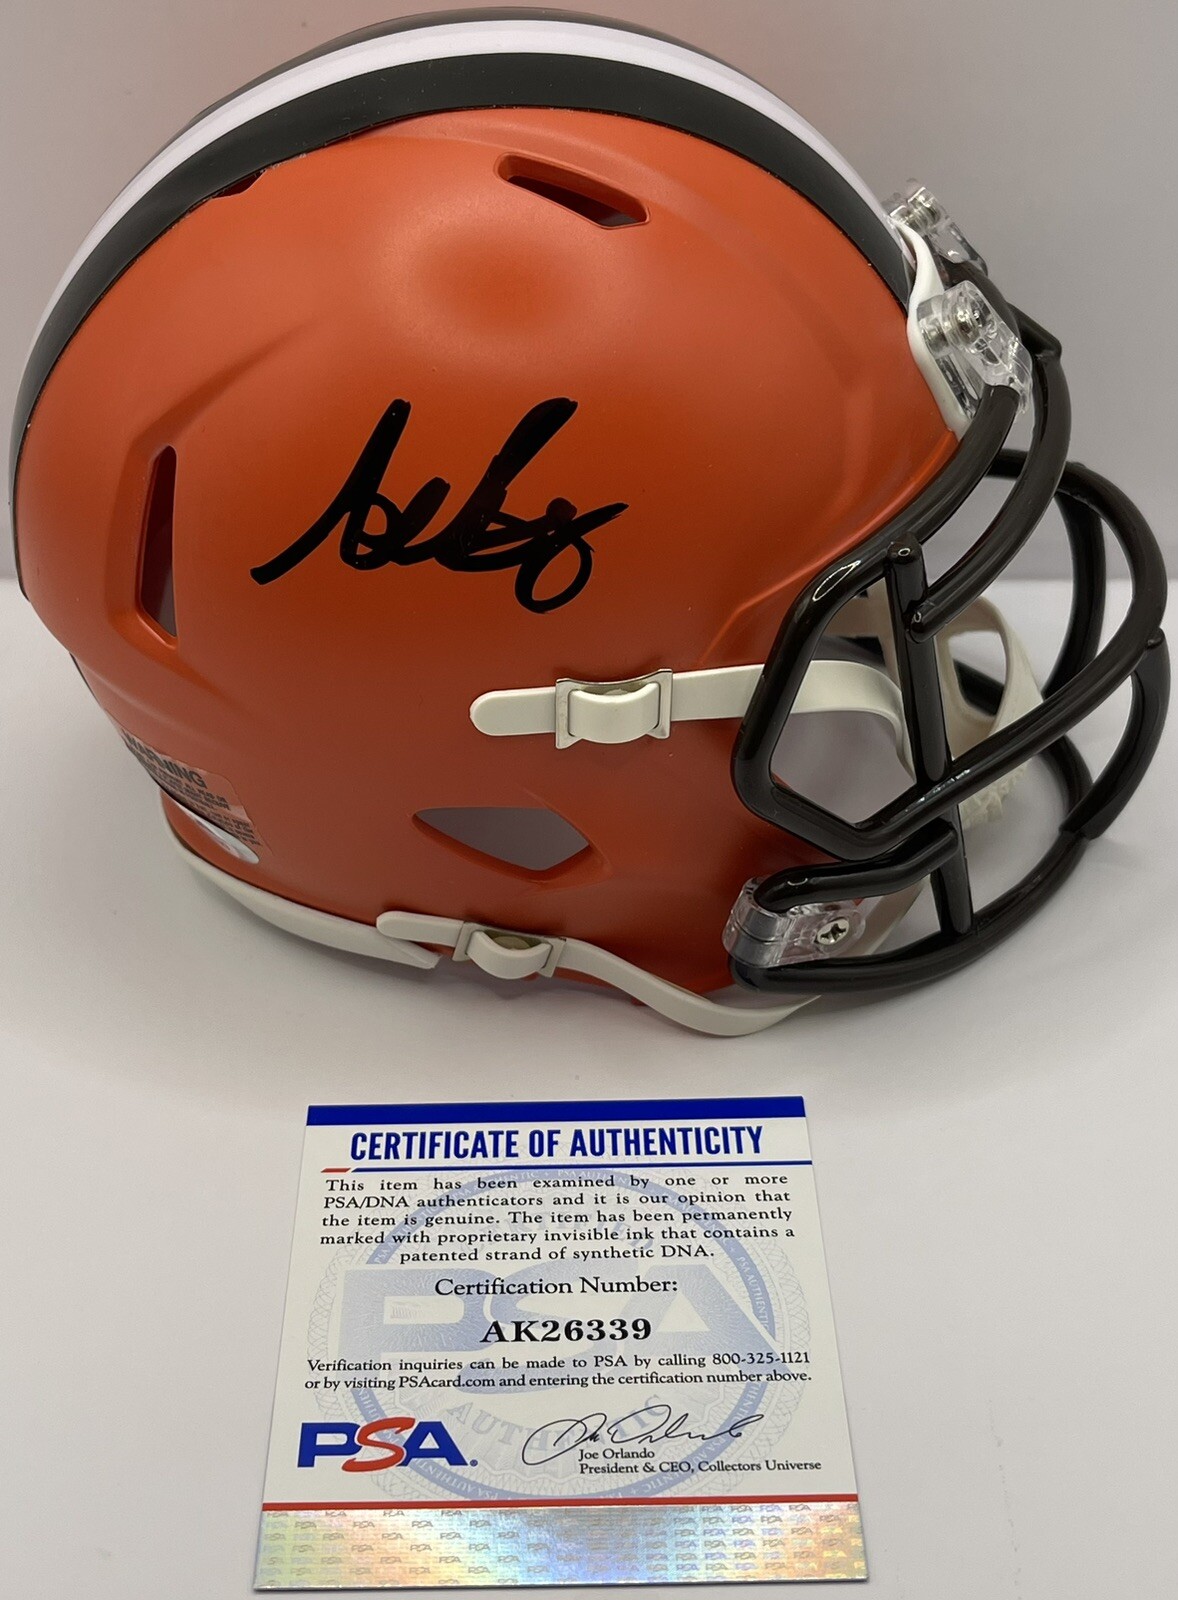 WARNING
CERTIFICATE OF AUTHENTICITY
This item has been examined by one or more
PSA/DNA authenticators and it is our opinion that
the item is genuine. The item has been permanently
marked with proprietary invisible ink that contains a
patented strand of synthetic DNA.
Certification Number:
AK26339
Verification inquiries can be made to PSA by calling 800-325-1121
or by visiting PSAcard.com and entering the certification number above.
PSA.
Joe Orlando
President & CEO, Collectors Universe